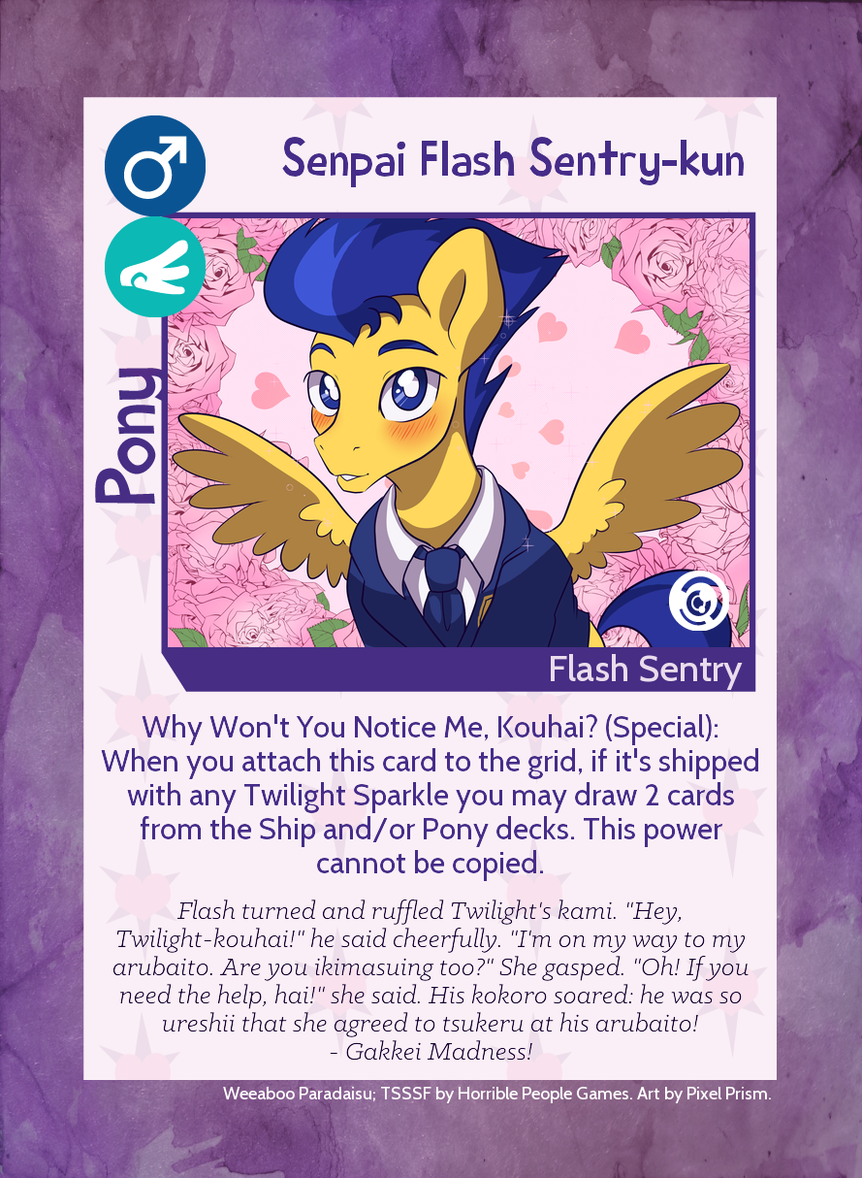 Senpai Flash Sentry-kun
Pony
Flash Sentry
Why Won't You Notice Me, Kouhai? (Special):
When you attach this card to the grid, if it's shipped
with any Twilight Sparkle you may draw 2 cards
from the Ship and/or Pony decks. This power
cannot be copied.
Flash turned and ruffled Twilight's kami. "Hey,
Twilight-kouhai!" he said cheerfully. "I'm on my way to my
arubaito. Are you ikimasuing too?" She gasped. "Oh! If you
need the help, hai!" she said. His kokoro soared: he was so
ureshii that she agreed to tsukeru at his arubaito!
- Gakkei Madness!
Weeaboo Paradaisu; TSSSF by Horrible People Games. Art by Pixel Prism.